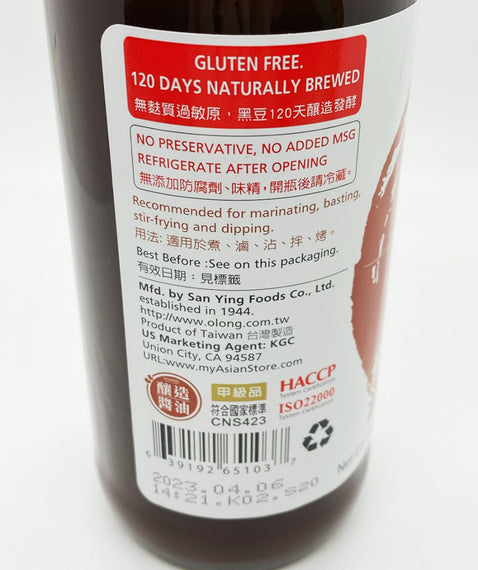 GLUTEN FREE.
120 DAYS NATURALLY BREWED
無麩質過敏原，黑豆120天釀造發酵
NO PRESERVATIVE, NO ADDED MSG
REFRIGERATE AFTER OPENING
無添加防腐劑、味精，開瓶後請冷藏。
Recommended for marinating, basting,
stir-frying and dipping.
用法: 適用於煮、滷、沾、拌、烤。
Best Before :See on this packaging.
有效日期：見標籤
Mfd. by San Ying Foods Co., Ltd.
established in 1944.
http://www.olong.com.tw
Product of Taiwan 台灣製造
US Marketing Agent: KGC
Union City, CA 94587
URL:www.myAsianStore.com
釀造
醬油
甲級品
符合國家標準
CNS423
HACCP
System Certification
ISO22000
System Certification
6 39192 65103 7
Net
2023.04.06
14:21.K02.S20